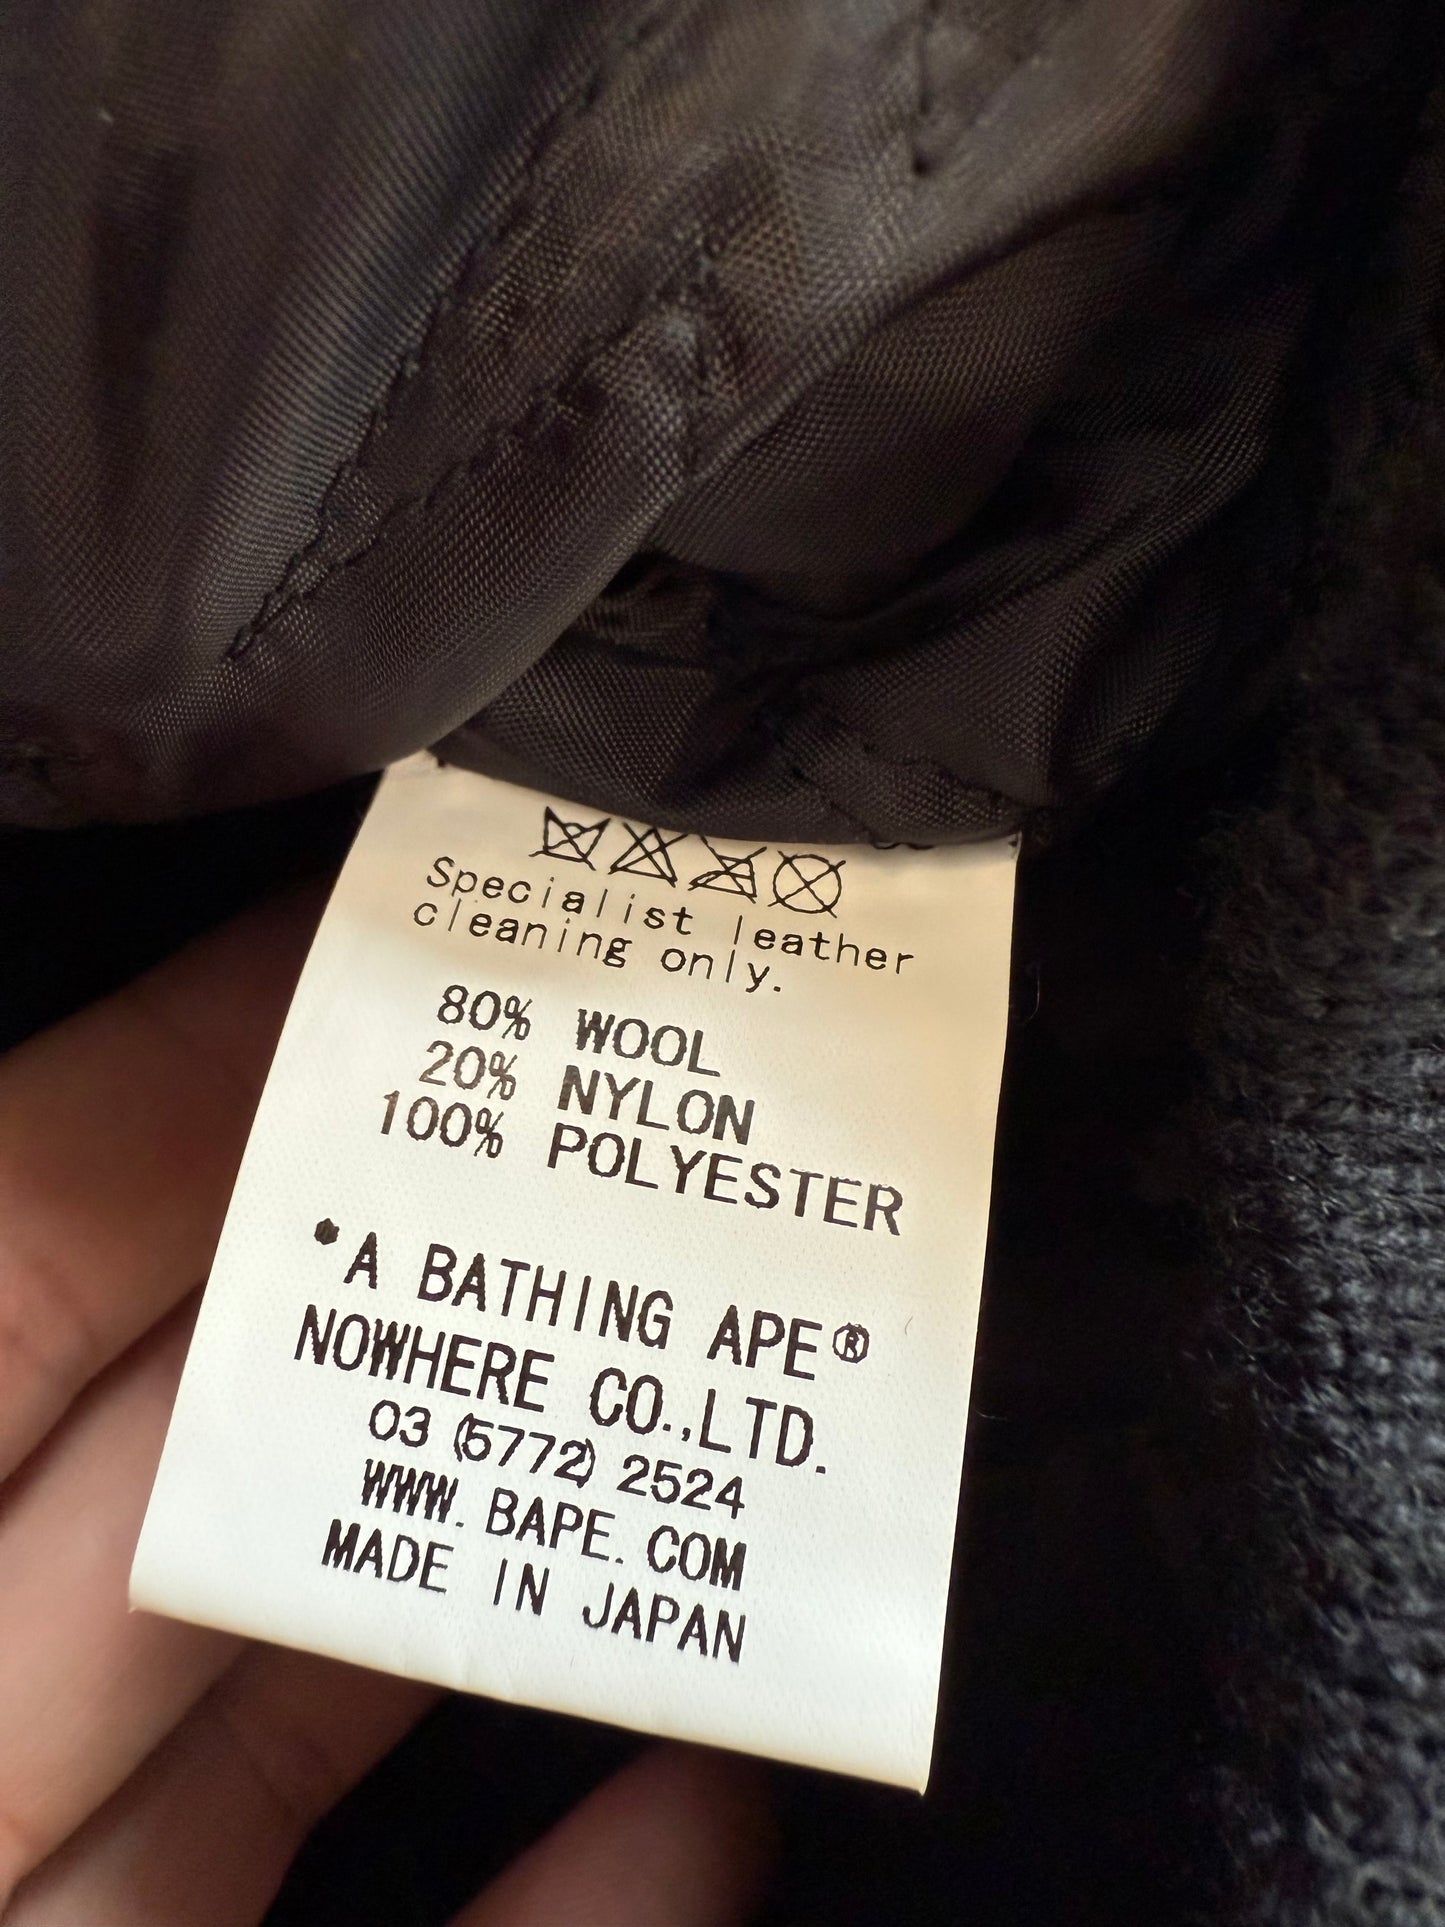 Specialist leather
cleaning only.
80% WOOL
20% NYLON
100% POLYESTER
*A BATHING APE®
NOWHERE CO.,LTD.
03 (5772) 2524
WWW. BAPE. COM
MADE IN JAPAN